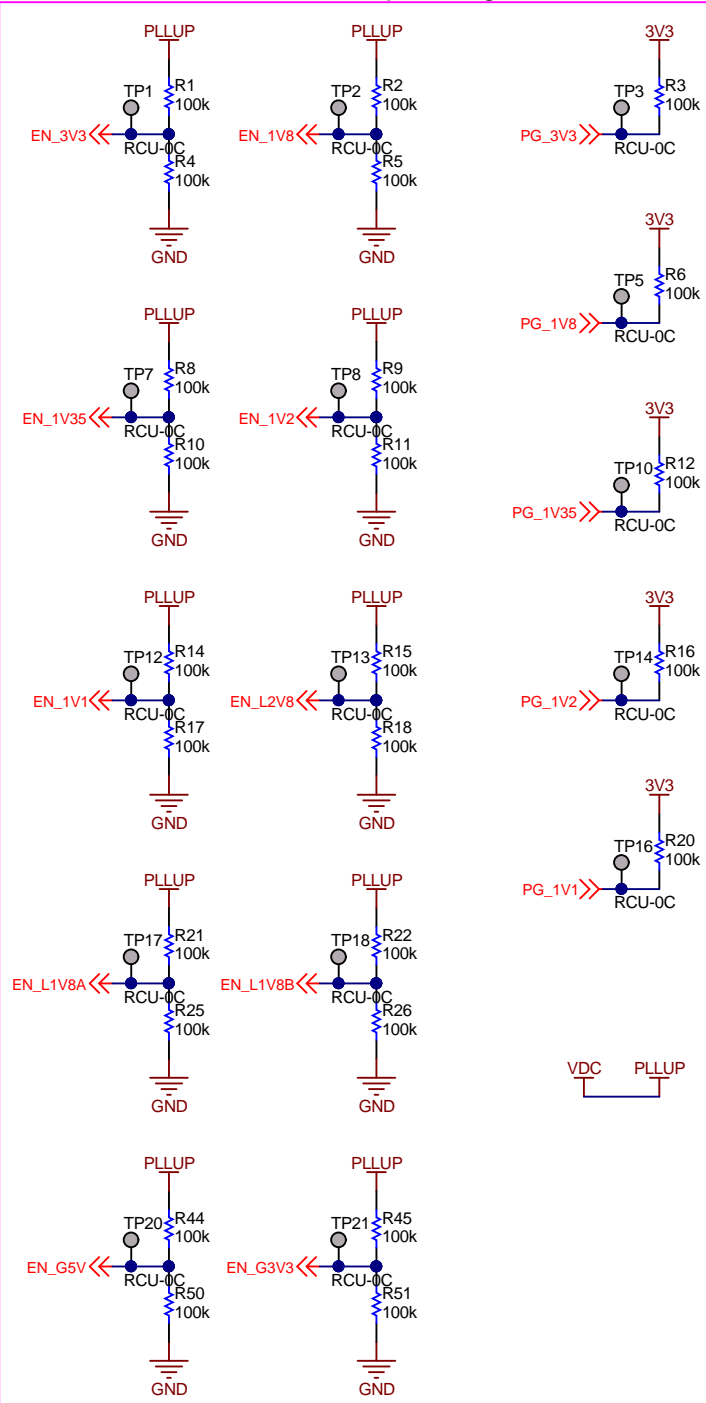 PLLUP
TP1
R1
100k
EN_3V3
RCU-0C
R4
100k
GND
PLLUP
TP2
R2
100k
EN_1V8
RCU-0C
R5
100k
GND
3V3
TP3
R3
100k
PG_3V3
RCU-0C
3V3
TP5
R6
100k
PG_1V8
RCU-0C
PLLUP
TP7
R8
100k
EN_1V35
RCU-0C
R10
100k
GND
PLLUP
TP8
R9
100k
EN_1V2
RCU-0C
R11
100k
GND
3V3
TP10
R12
100k
PG_1V35
RCU-0C
PLLUP
TP12
R14
100k
EN_1V1
RCU-0C
R17
100k
GND
PLLUP
TP13
R15
100k
EN_L2V8
RCU-0C
R18
100k
GND
3V3
TP14
R16
100k
PG_1V2
RCU-0C
3V3
TP16
R20
100k
PG_1V1
RCU-0C
PLLUP
TP17
R21
100k
EN_L1V8A
RCU-0C
R25
100k
GND
PLLUP
TP18
R22
100k
EN_L1V8B
RCU-0C
R26
100k
GND
VDC
PLLUP
PLLUP
TP20
R44
100k
EN_G5V
RCU-0C
R50
100k
GND
PLLUP
TP21
R45
100k
EN_G3V3
RCU-0C
R51
100k
GND